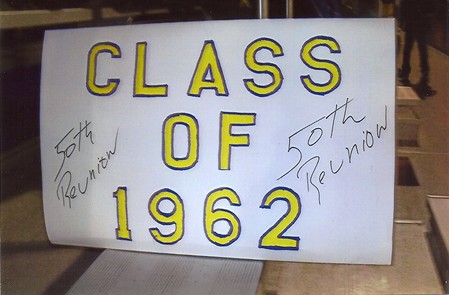 CLASS
OF
1962
50th
Reunion
50th
Reunion